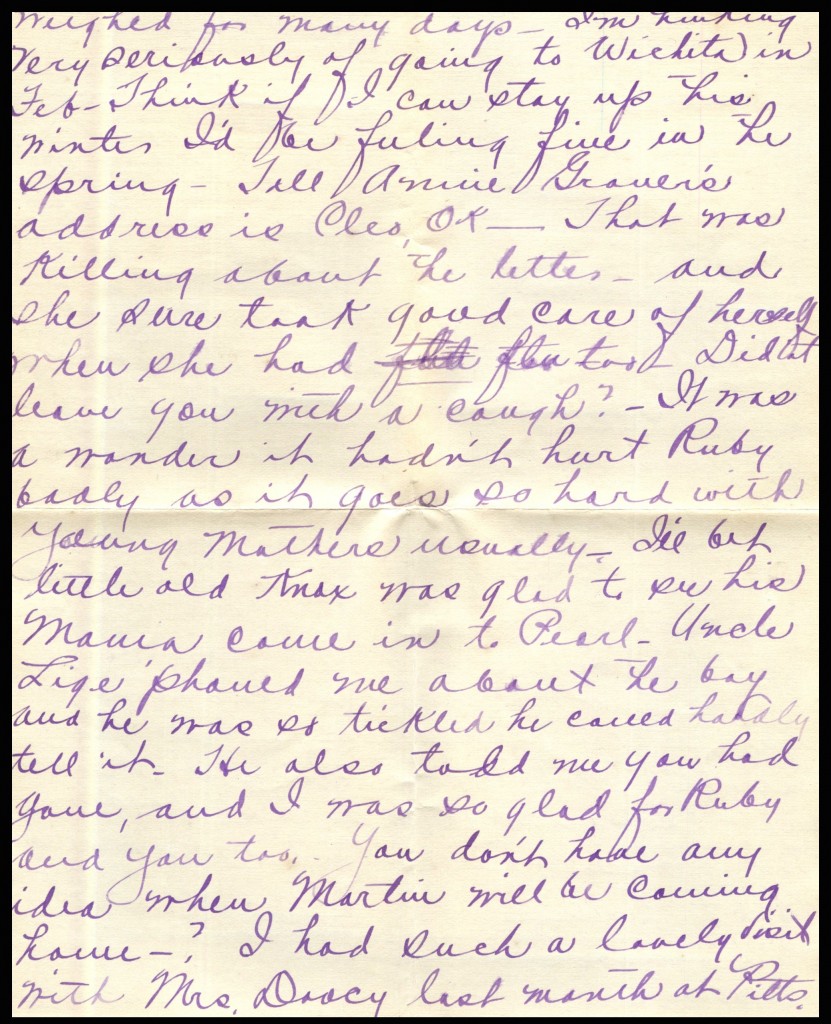 weighed for many days - I'm thinking
very seriously of going to Wichita in
Feb - Think if I can stay up this
winter I'd be feeling fine in the
spring - Tell Annie Graver's
address is Cleo, OK — That was
killing about the letter - and
she sure took good care of herself
when she had flu too - Did it
leave you with a cough? - It was
a wonder it hadn't hurt Ruby
badly as it goes so hard with
young Mothers usually - I'll bet
little old Knox was glad to see his
Mama come in to Pearl - Uncle
Lige 'phoned me about the boy
and he was so tickled he could hardly
tell it - He also told me you had
gone, and I was so glad for Ruby
and you too. You don't have any
idea when Martin will be coming
home - ? I had such a lovely visit
with Mrs. Doocy last month at Pitts.